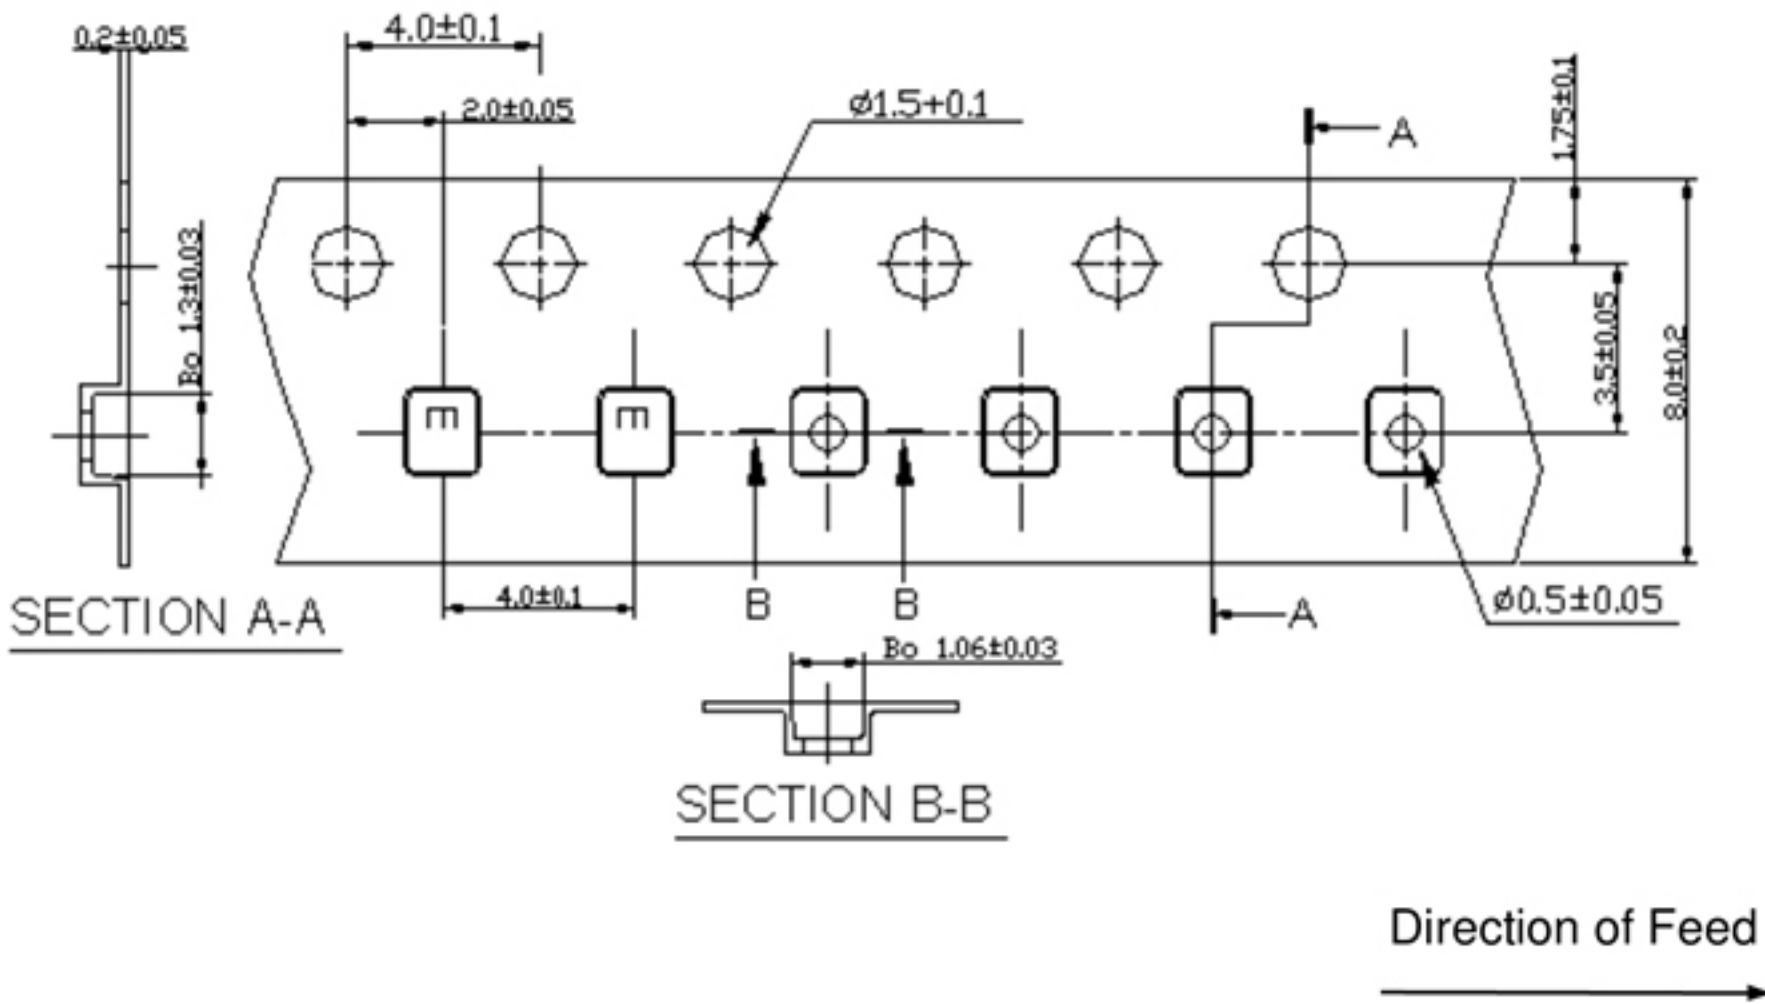 0.2±0.05
4.0±0.1
2.0±0.05
ø1.5+0.1
A
1.75±0.1
Bo 1.3±0.03
3.5±0.05
8.0±0.2
E
E
4.0±0.1
B
B
A
ø0.5±0.05
SECTION A-A
Bo 1.06±0.03
SECTION B-B
Direction of Feed